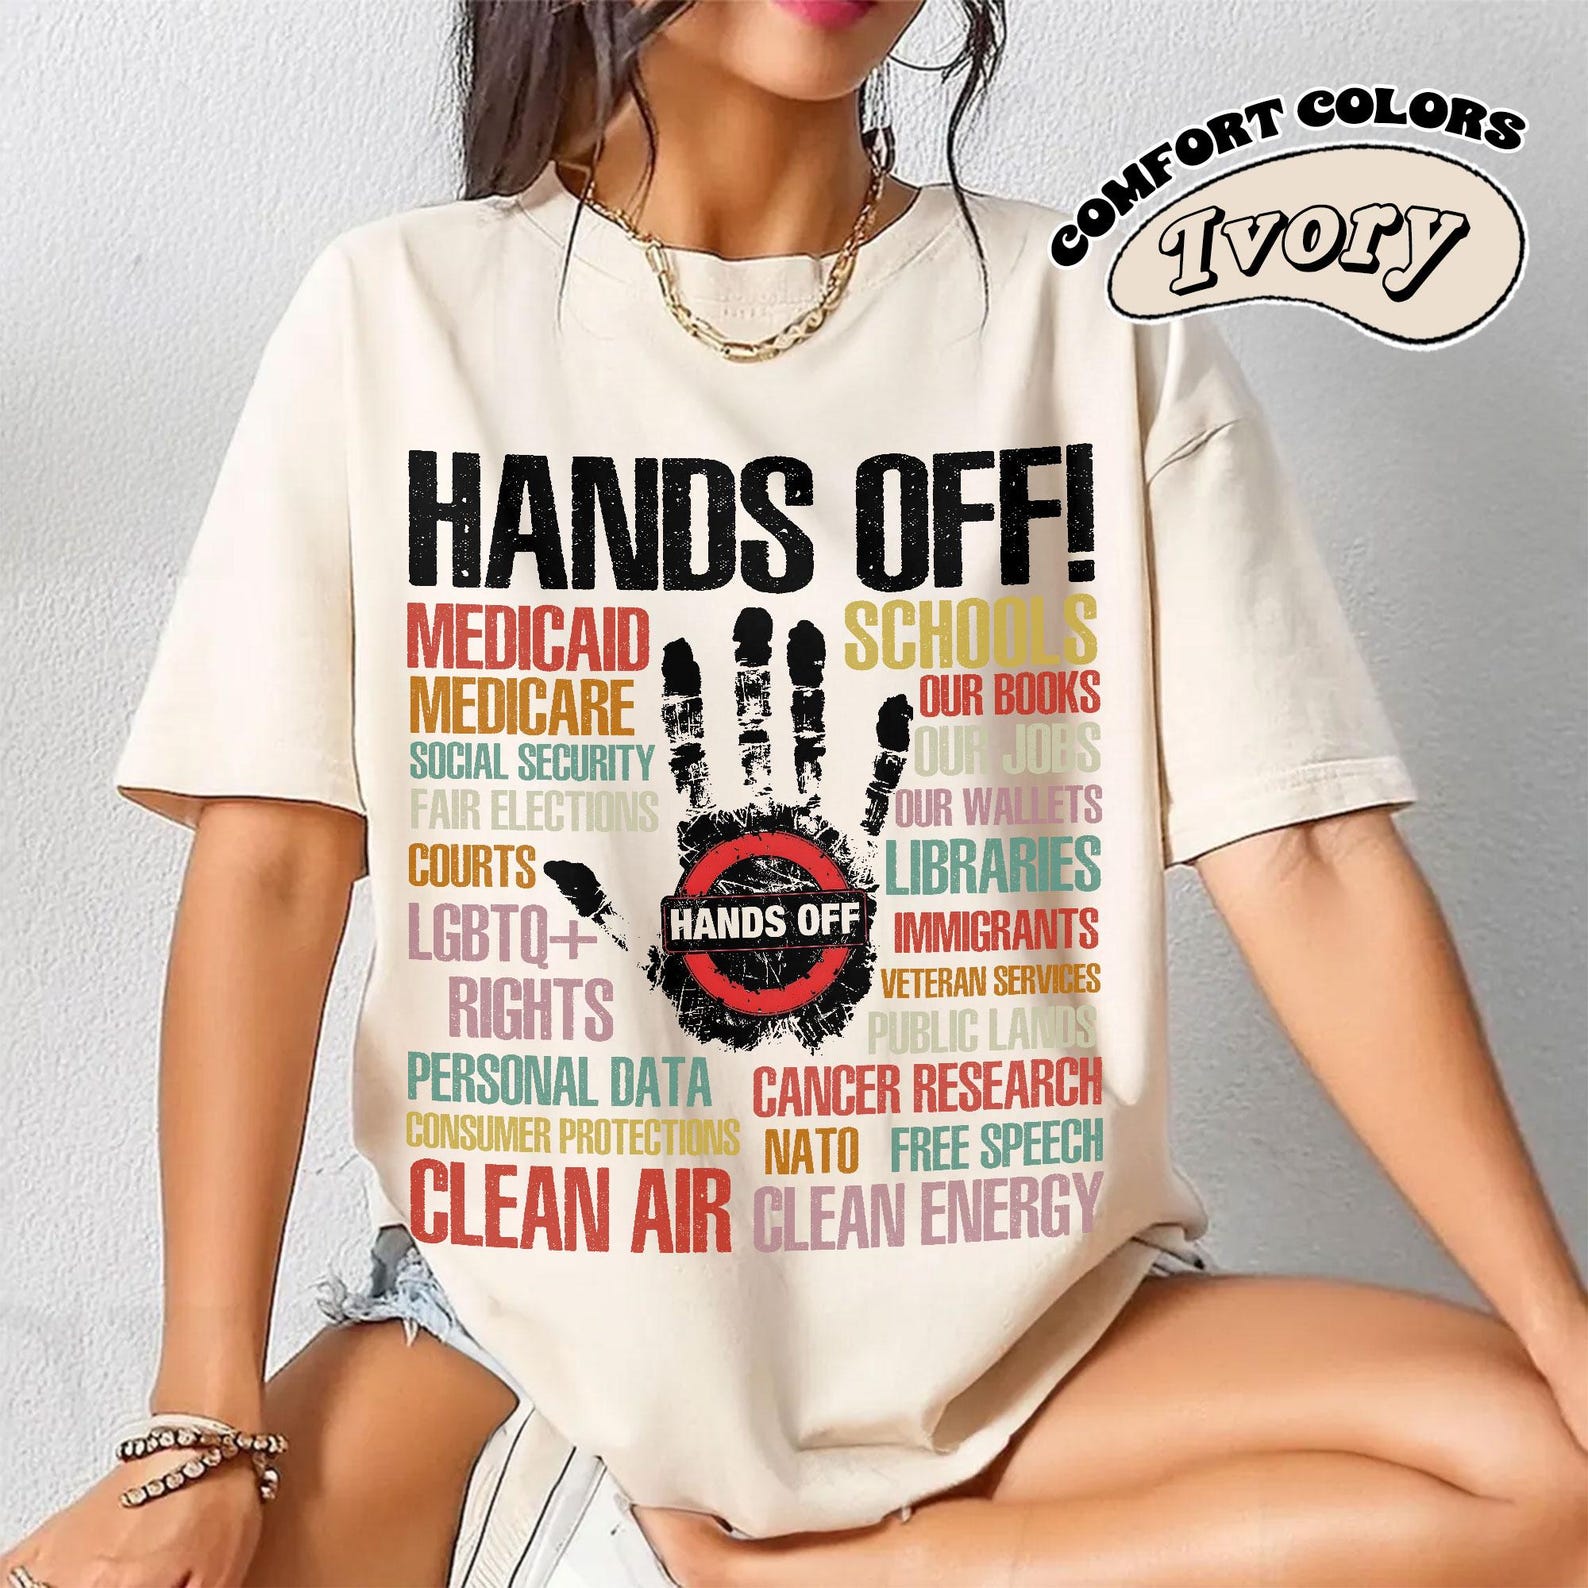 COMFORT COLORS
Ivory
HANDS OFF!
MEDICAID
MEDICARE
SOCIAL SECURITY
FAIR ELECTIONS
COURTS
LGBTQ+
RIGHTS
PERSONAL DATA
CONSUMER PROTECTIONS
CLEAN AIR
HANDS OFF
SCHOOLS
OUR BOOKS
OUR JOBS
OUR WALLETS
LIBRARIES
IMMIGRANTS
VETERAN SERVICES
PUBLIC LANDS
CANCER RESEARCH
NATO FREE SPEECH
CLEAN ENERGY